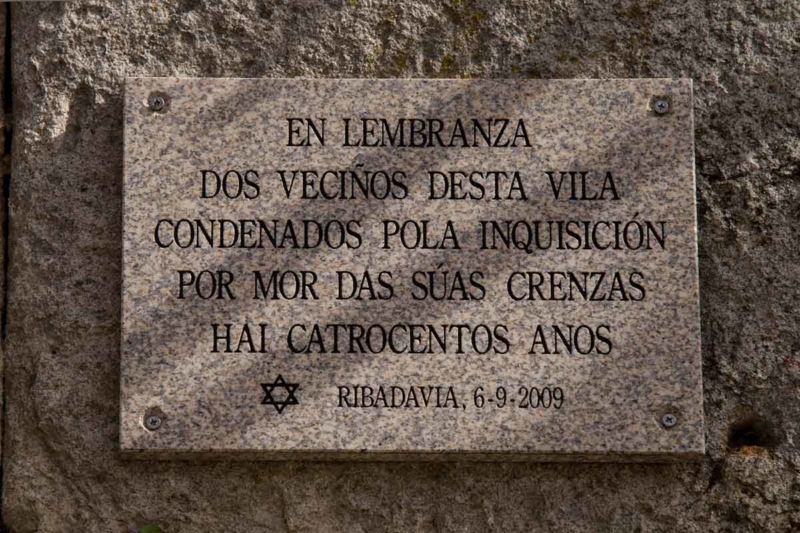 EN LEMBRANZA
DOS VECIÑOS DESTA VILA
CONDENADOS POLA INQUISICIÓN
POR MOR DAS SÚAS CRENZAS
HAI CATROCENTOS ANOS
RIBADAVIA, 6-9-2009